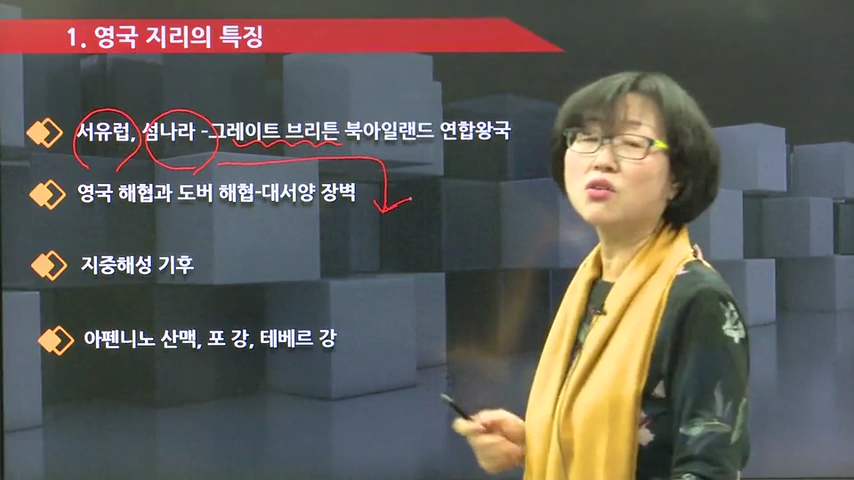 1. 영국 지리의 특징
서유럽, 섬나라 -그레이트 브리튼 북아일랜드 연합왕국
영국 해협과 도버 해협-대서양 장벽
지중해성 기후
아펜니노 산맥, 포 강, 테베르 강